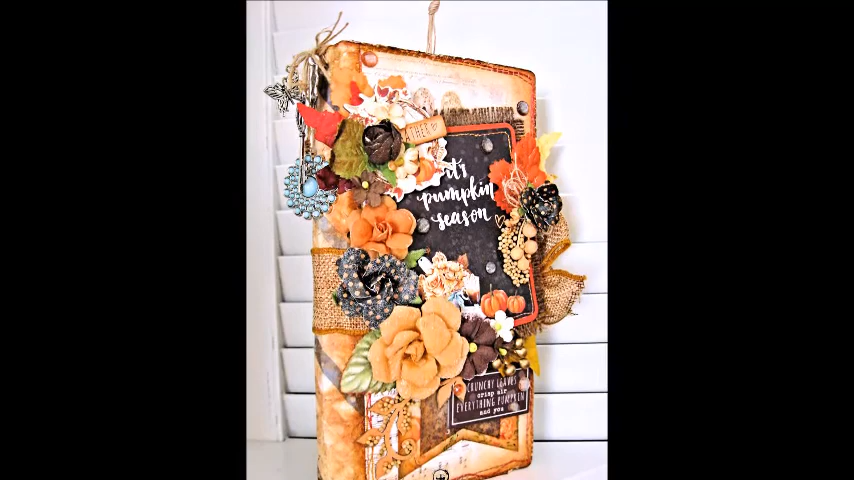 it's
pumpkin
season
CRUNCHY LEAVES
crisp air
EVERYTHING PUMPKIN
and you